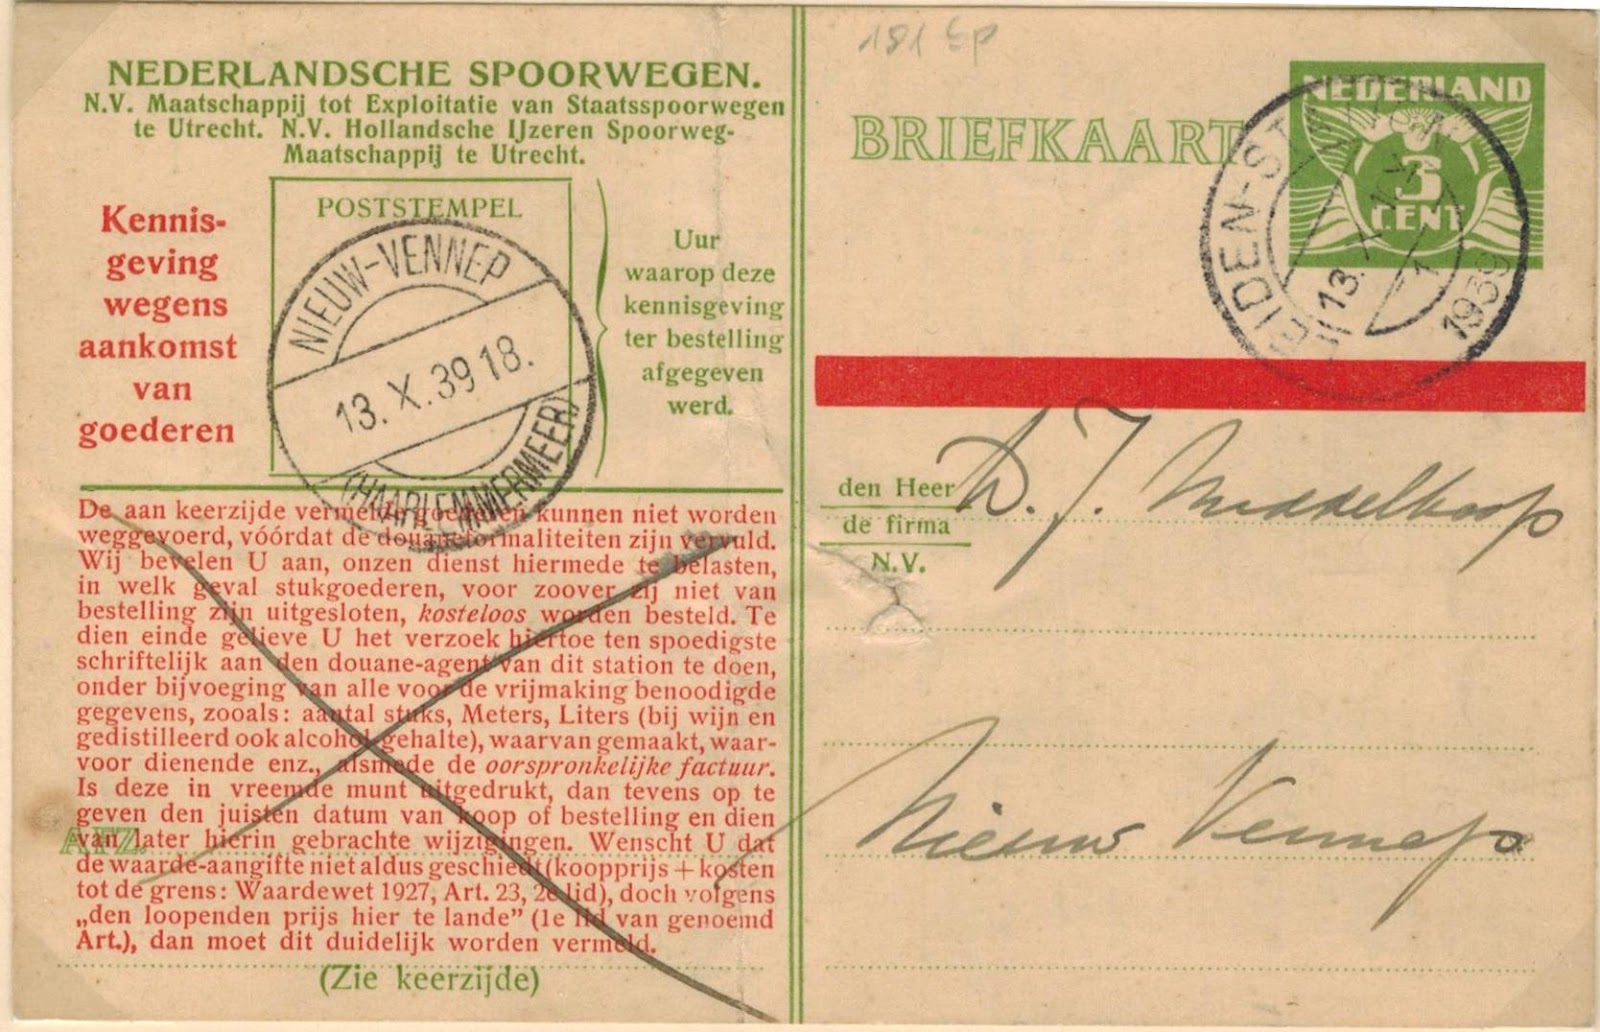 181 Ep
NEDERLANDSCHE SPOORWEGEN.
N.V. Maatschappij tot Exploitatie van Staatsspoorwegen
te Utrecht. N.V. Hollandsche IJzeren Spoorweg-
Maatschappij te Utrecht.
Kennis-
geving
wegens
aankomst
van
goederen
POSTSTEMPEL
NIEUW-VENNEP
13. X. 39 18.
(HAARLEMMERMEER)
Uur
waarop deze
kennisgeving
ter bestelling
afgegeven
werd.
De aan keerzijde vermelde goederen kunnen niet worden
weggevoerd, vóórdat de douaneformaliteiten zijn vervuld.
Wij bevelen U aan, onzen dienst hiermede te belasten,
in welk geval stukgoederen, voor zoover zij niet van
bestelling zijn uitgesloten, kosteloos worden besteld. Te
dien einde gelieve U het verzoek hiertoe ten spoedigste
schriftelijk aan den douane-agent van dit station te doen,
onder bijvoeging van alle voor de vrijmaking benoodigde
gegevens, zooals: aantal stuks, Meters, Liters (bij wijn en
gedistilleerd ook alcohol gehalte), waarvan gemaakt, waar-
voor dienende enz., alsmede de oorspronkelijke factuur.
Is deze in vreemde munt uitgedrukt, dan tevens op te
geven den juisten datum van koop of bestelling en dien
van later hierin gebrachte wijzigingen. Wenscht U dat
de waarde-aangifte niet aldus geschiedt (koopprijs + kosten
tot de grens: Waardewet 1927, Art. 23, 2e lid), doch volgens
„den loopenden prijs hier te lande" (1e lid van genoemd
Art.), dan moet dit duidelijk worden vermeld.
AFZ.
(Zie keerzijde)
BRIEFKAART
NEDERLAND
3
CENT
13. X
1939
den Heer D. J. Middelkoop
de firma
N.V.
Nieuw Vennep